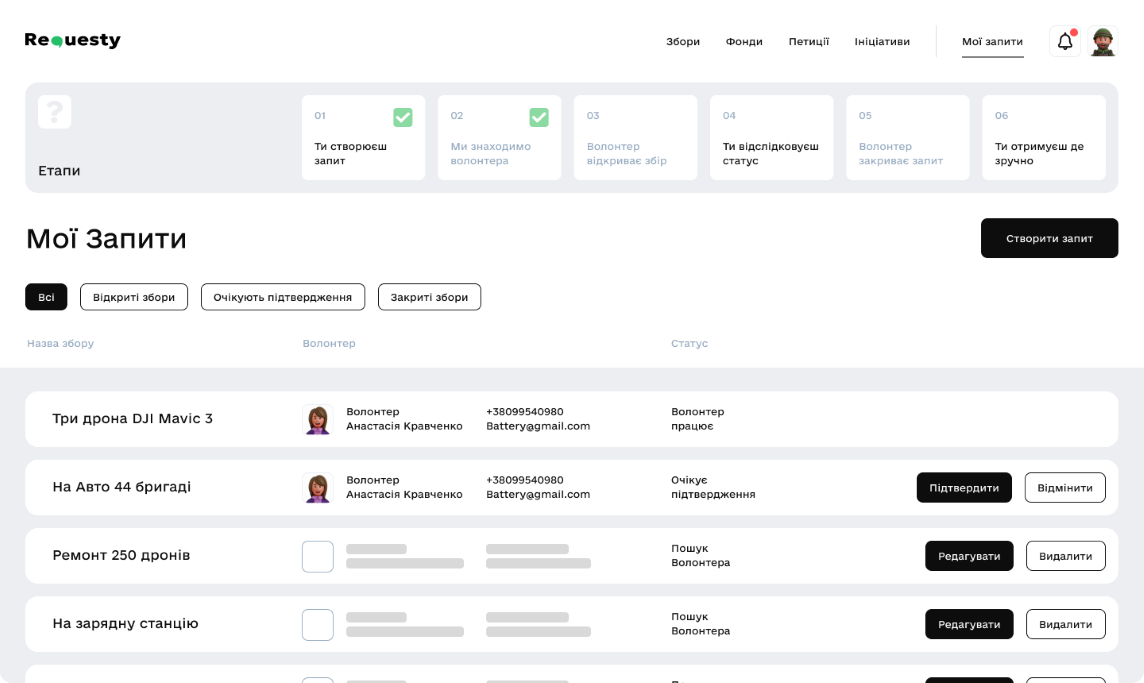 Requesty
Збори
Фонди
Петиції
Ініціативи
Мої запити
?
Етапи
01
Ти створюєш
запит
02
Ми знаходимо
волонтера
03
Волонтер
відкриває збір
04
Ти відслідковуєш
статус
05
Волонтер
закриває запит
06
Ти отримуєш де
зручно
Мої Запити
Створити запит
Всі
Відкриті збори
Очікують підтвердження
Закриті збори
Назва збору
Волонтер
Статус
Три дрона DJI Mavic 3
Волонтер
Анастасія Кравченко
+38099540980
Battery@gmail.com
Волонтер
працює
На Авто 44 бригаді
Волонтер
Анастасія Кравченко
+38099540980
Battery@gmail.com
Очікує
підтвердження
Підтвердити
Відмінити
Ремонт 250 дронів
Пошук
Волонтера
Редагувати
Видалити
На зарядну станцію
Пошук
Волонтера
Редагувати
Видалити